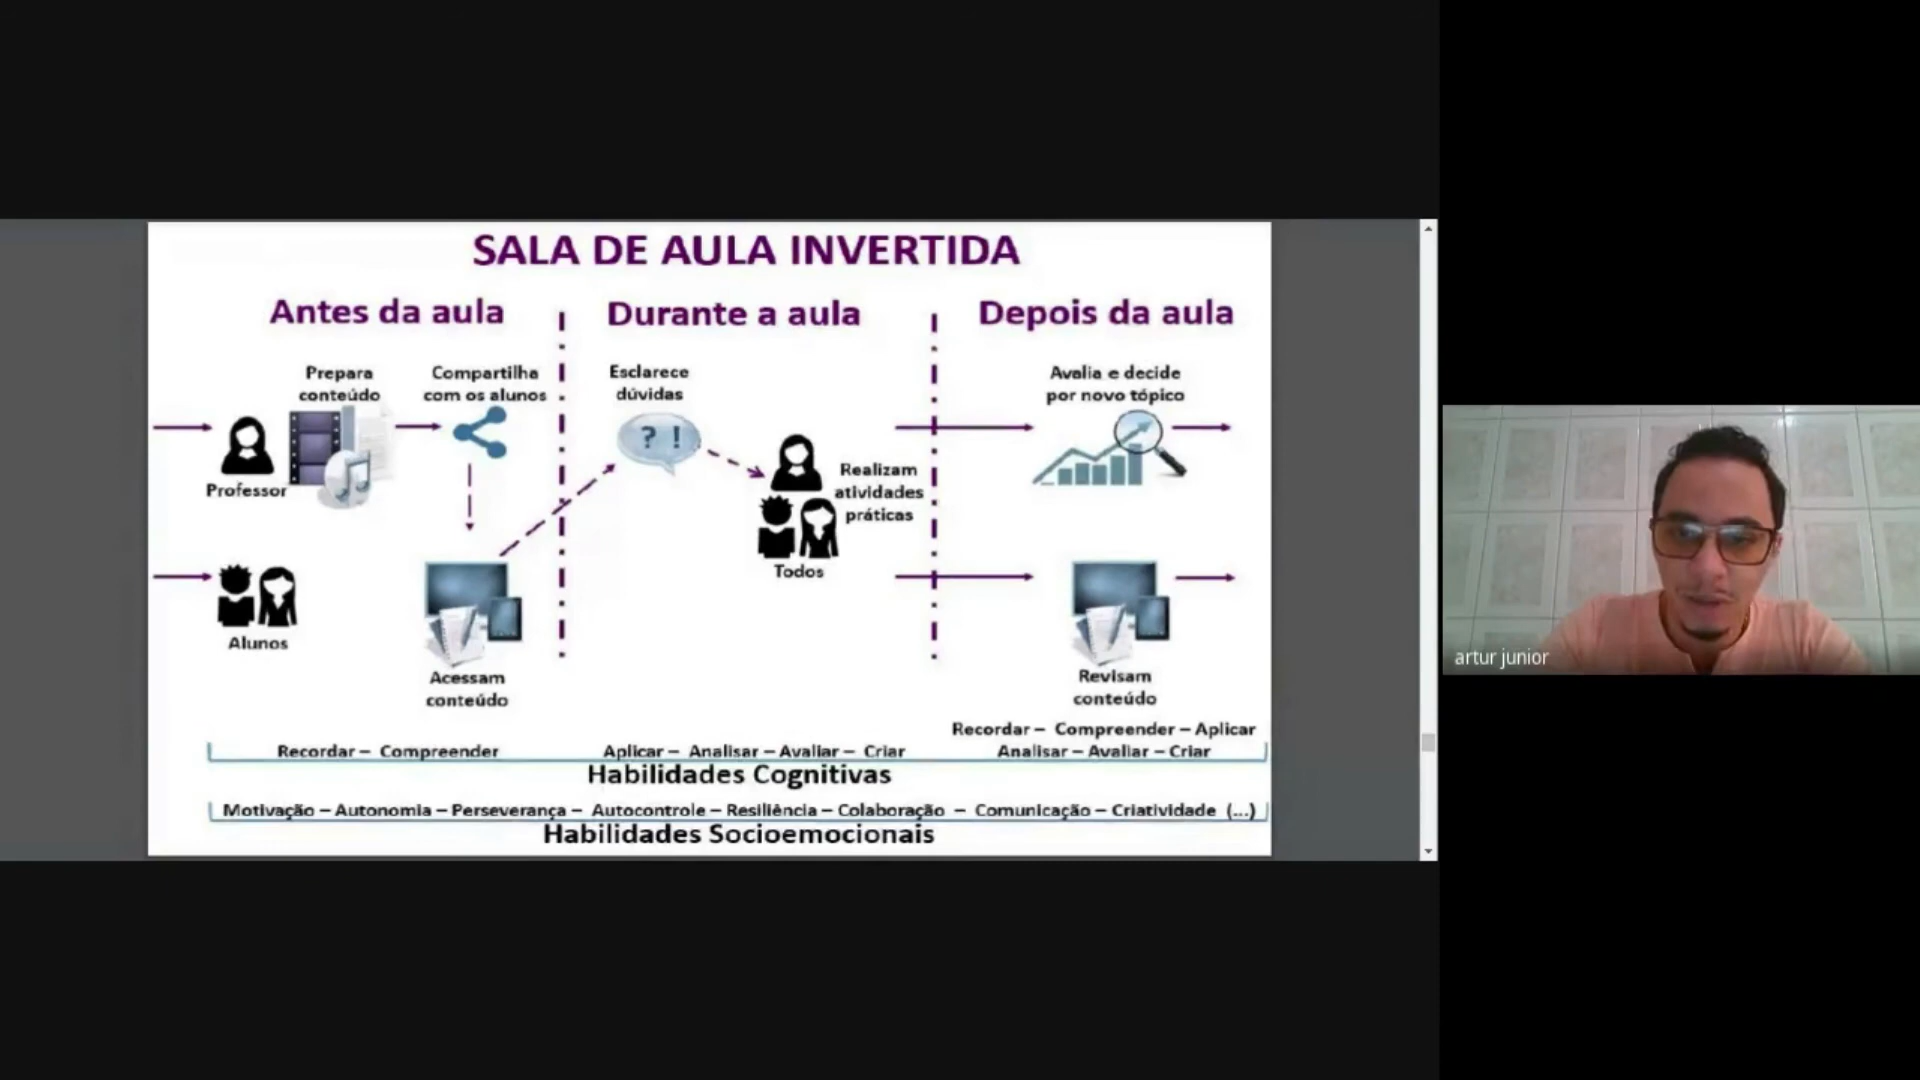 SALA DE AULA INVERTIDA
Antes da aula
Durante a aula
Depois da aula
Prepara
conteúdo
Compartilha
com os alunos
Esclarece
dúvidas
Avalia e decide
por novo tópico
? !
Professor
Realizam
atividades
práticas
Todos
Alunos
Acessam
conteúdo
Revisam
conteúdo
Recordar – Compreender
Aplicar – Analisar – Avaliar – Criar
Recordar – Compreender – Aplicar
Analisar – Avaliar – Criar
Habilidades Cognitivas
Motivação – Autonomia – Perseverança – Autocontrole – Resiliência – Colaboração – Comunicação – Criatividade (...)
Habilidades Socioemocionais
artur junior